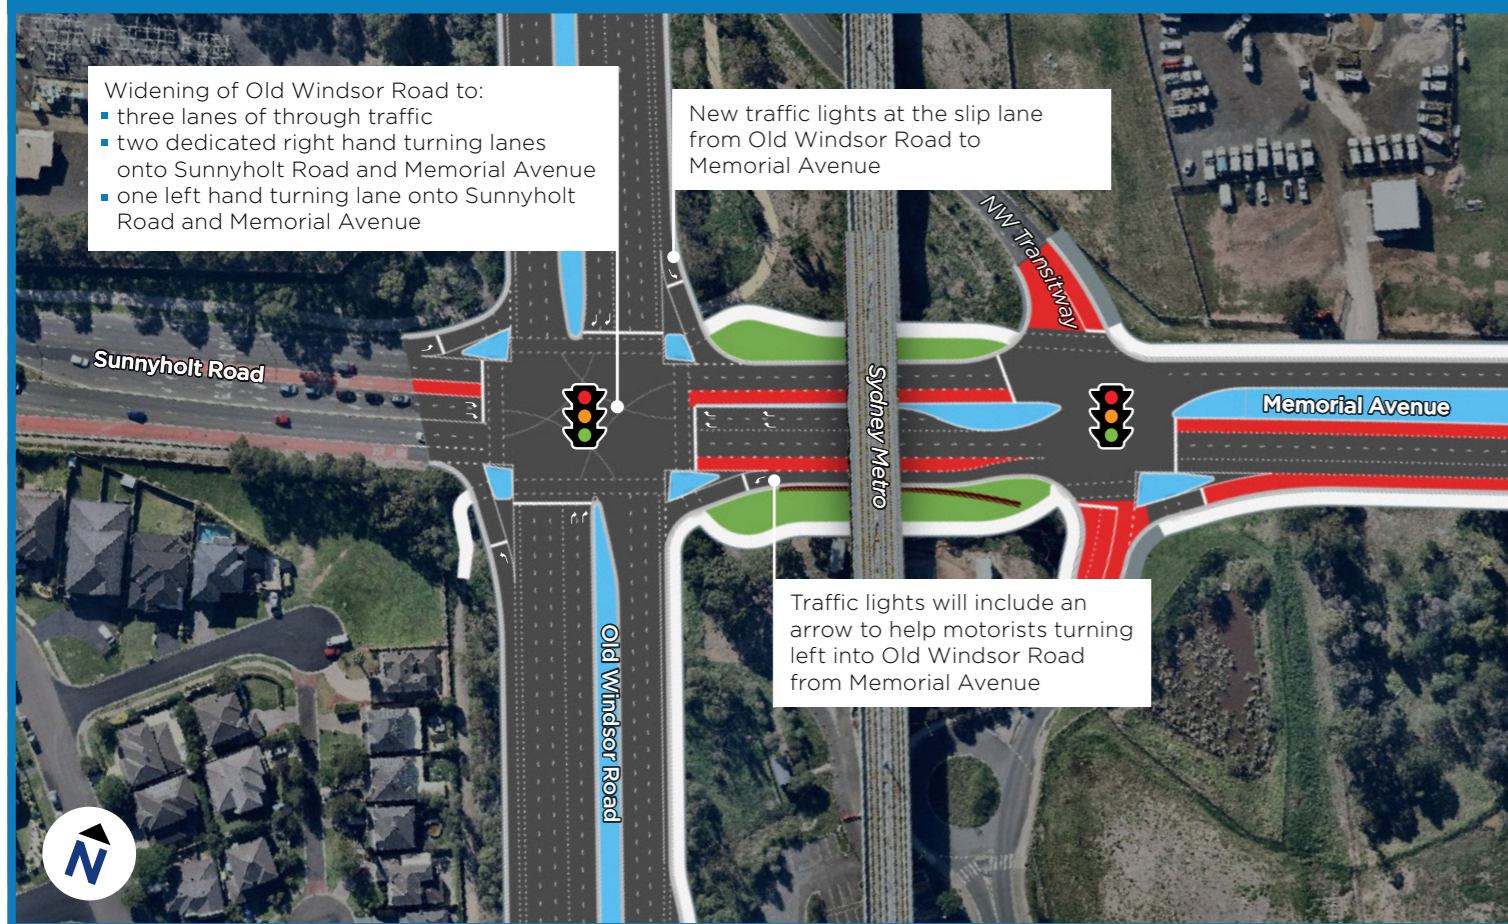 Widening of Old Windsor Road to:
three lanes of through traffic
two dedicated right hand turning lanes
onto Sunnyholt Road and Memorial Avenue
one left hand turning lane onto Sunnyholt
Road and Memorial Avenue
New traffic lights at the slip lane
from Old Windsor Road to
Memorial Avenue
NW Transitway
Sunnyholt Road
Sydney Metro
Memorial Avenue
Traffic lights will include an
arrow to help motorists turning
left into Old Windsor Road
from Memorial Avenue
Old Windsor Road
N